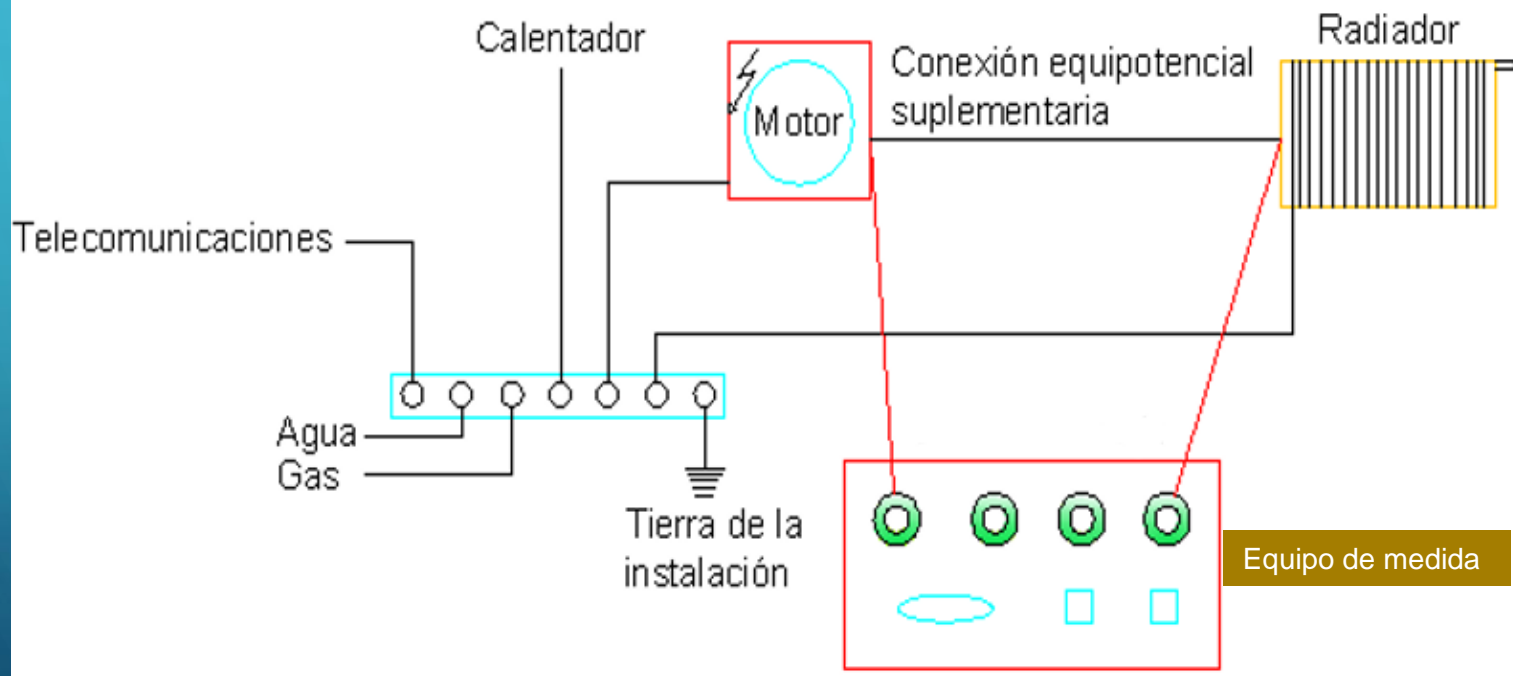 Calentador
Motor
Conexión equipotencial
suplementaria
Radiador
Telecomunicaciones
Agua
Gas
Tierra de la
instalación
Equipo de medida